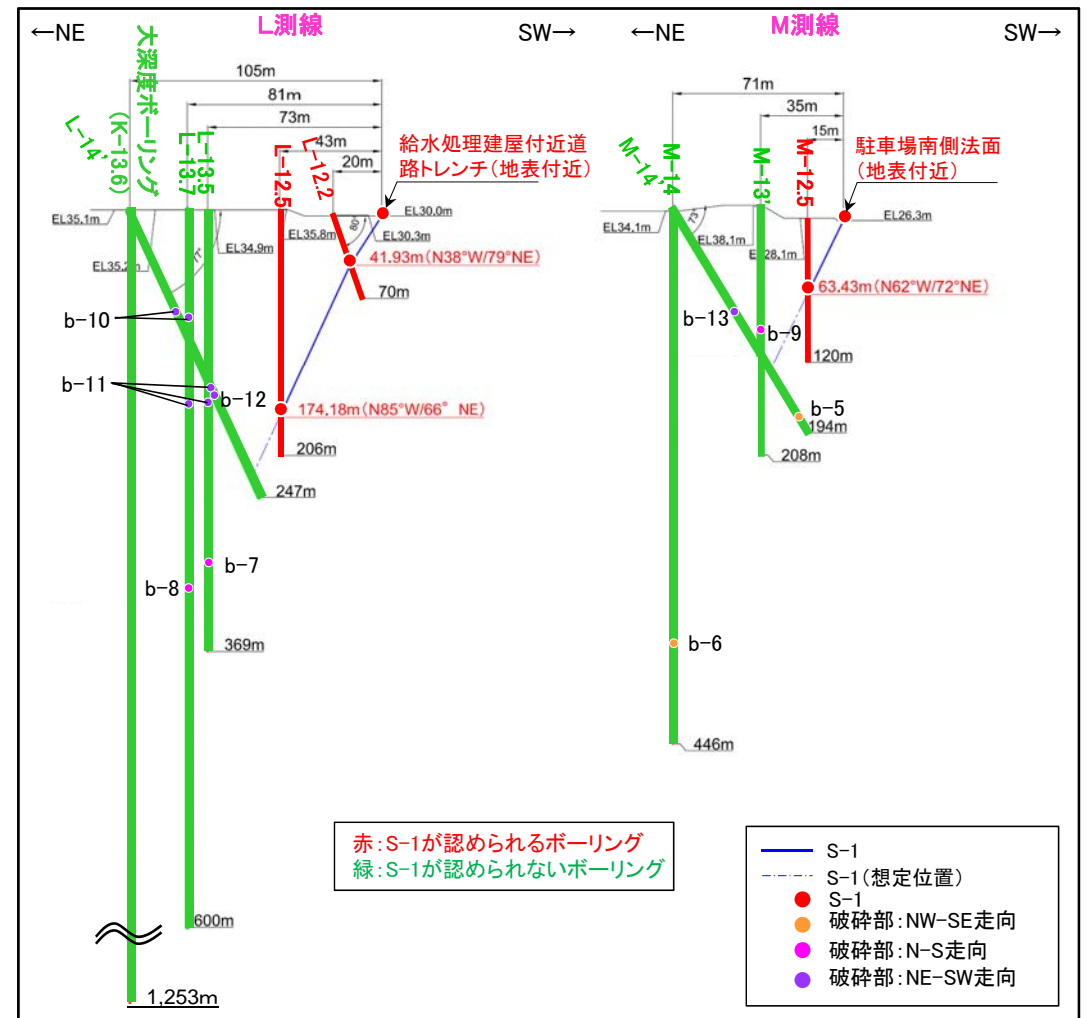 ←NE
L測線
SW→
大深度ボーリング
(K-13.6)
L-14'
L-13.7
L-13.5
L-12.5
L-12.2
105m
81m
73m
43m
20m
給水処理建屋付近道
路トレンチ(地表付近)
EL35.1m
EL34.9m
EL35.8m
EL30.3m
EL30.0m
77°
80°
41.93m(N38°W/79°NE)
70m
b-10
b-11
b-12
174.18m(N85°W/66° NE)
206m
247m
b-7
b-8
369m
600m
1,253m
←NE
M測線
SW→
M-14'
M-14
M-13'
M-12.5
71m
35m
15m
駐車場南側法面
(地表付近)
EL34.1m
EL38.1m
EL28.1m
EL26.3m
73°
63.43m(N62°W/72°NE)
b-13
b-9
120m
b-5
194m
208m
b-6
446m
赤:S-1が認められるボーリング
緑:S-1が認められないボーリング
S-1
S-1(想定位置)
S-1
破砕部:NW-SE走向
破砕部:N-S走向
破砕部:NE-SW走向